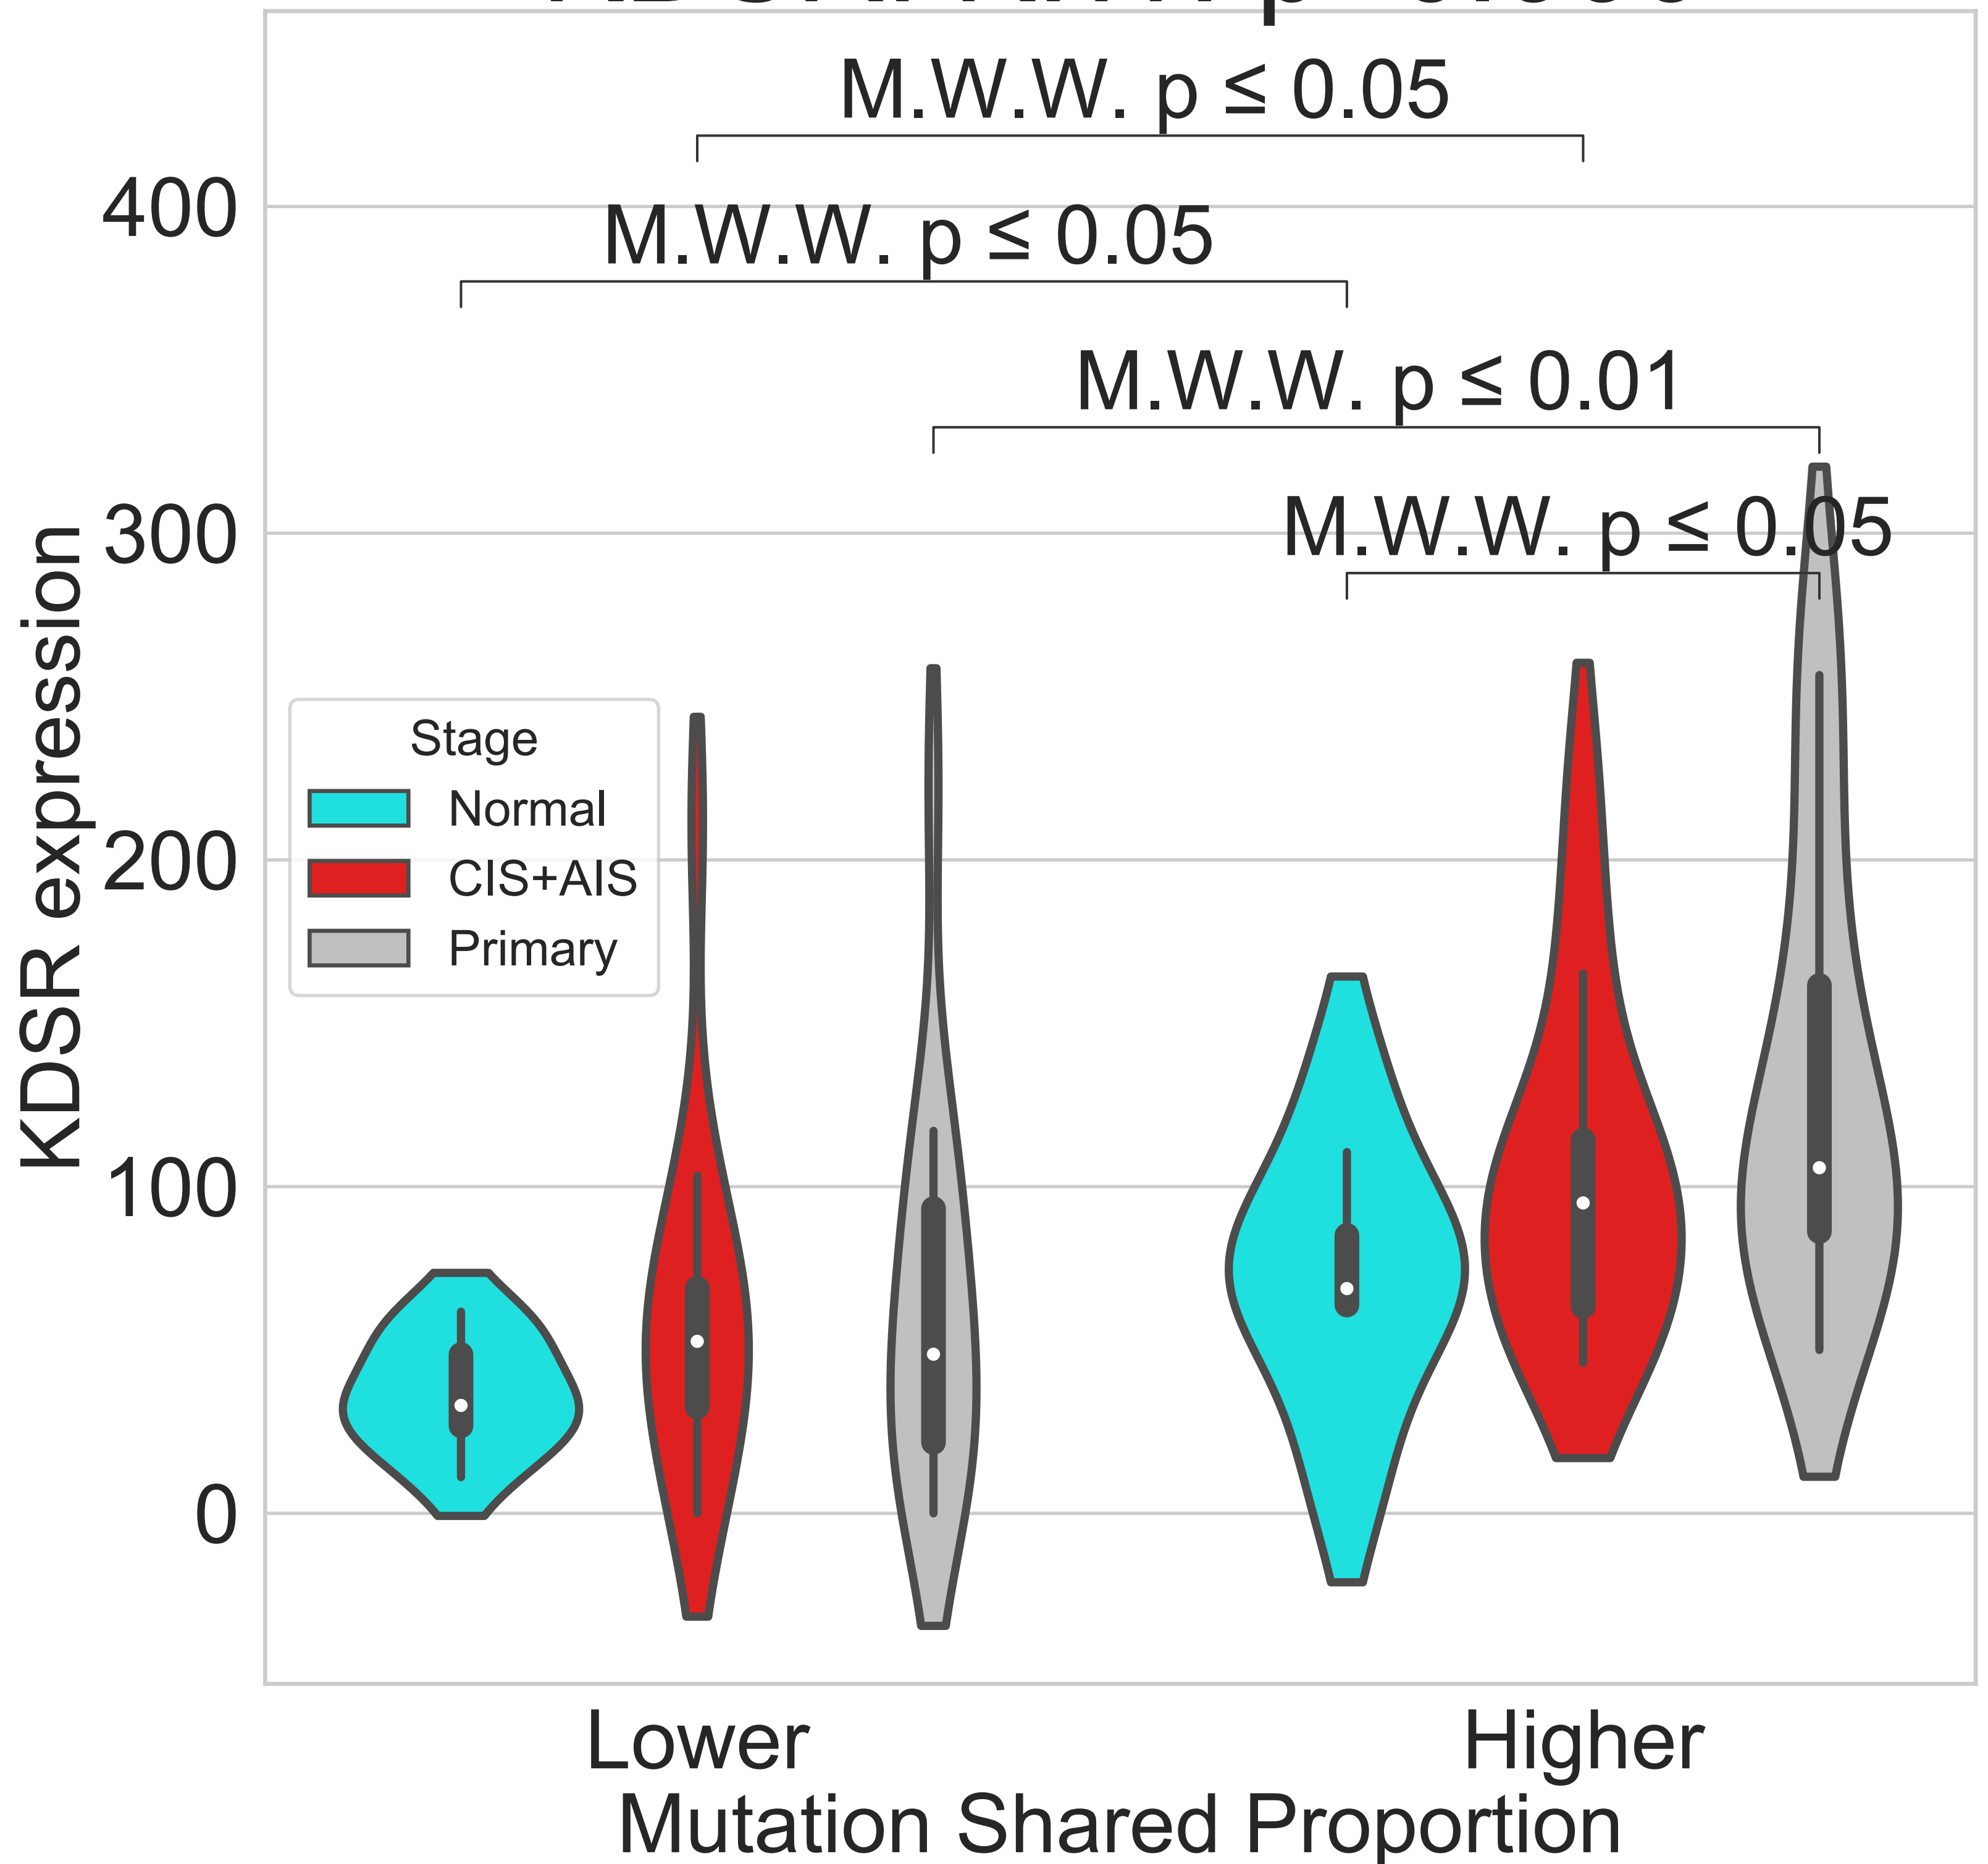 M.W.W. p ≤ 0.05
400
M.W.W. p ≤ 0.05
M.W.W. p ≤ 0.01
300
M.W.W. p ≤ 0.05
KDSR expression
Stage
Normal
CIS+AIS
Primary
200
100
0
Lower
Higher
Mutation Shared Proportion